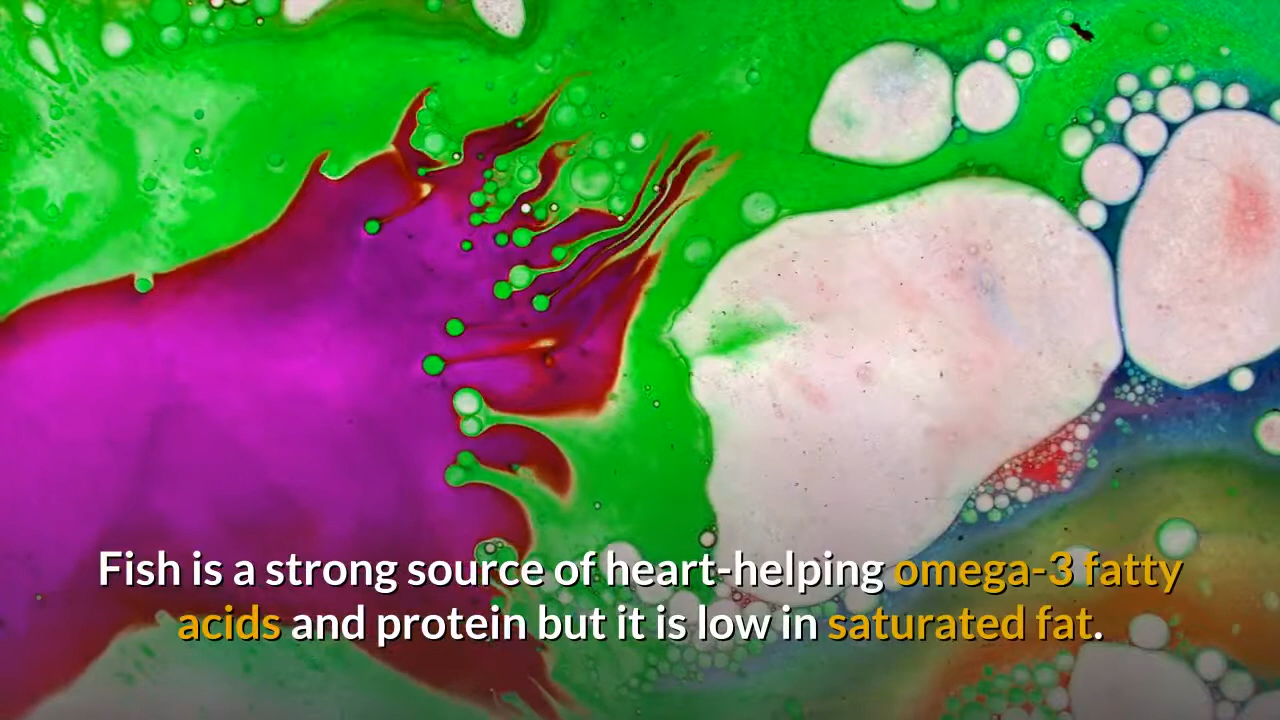 Fish is a strong source of heart-helping omega-3 fatty
acids and protein but it is low in saturated fat.